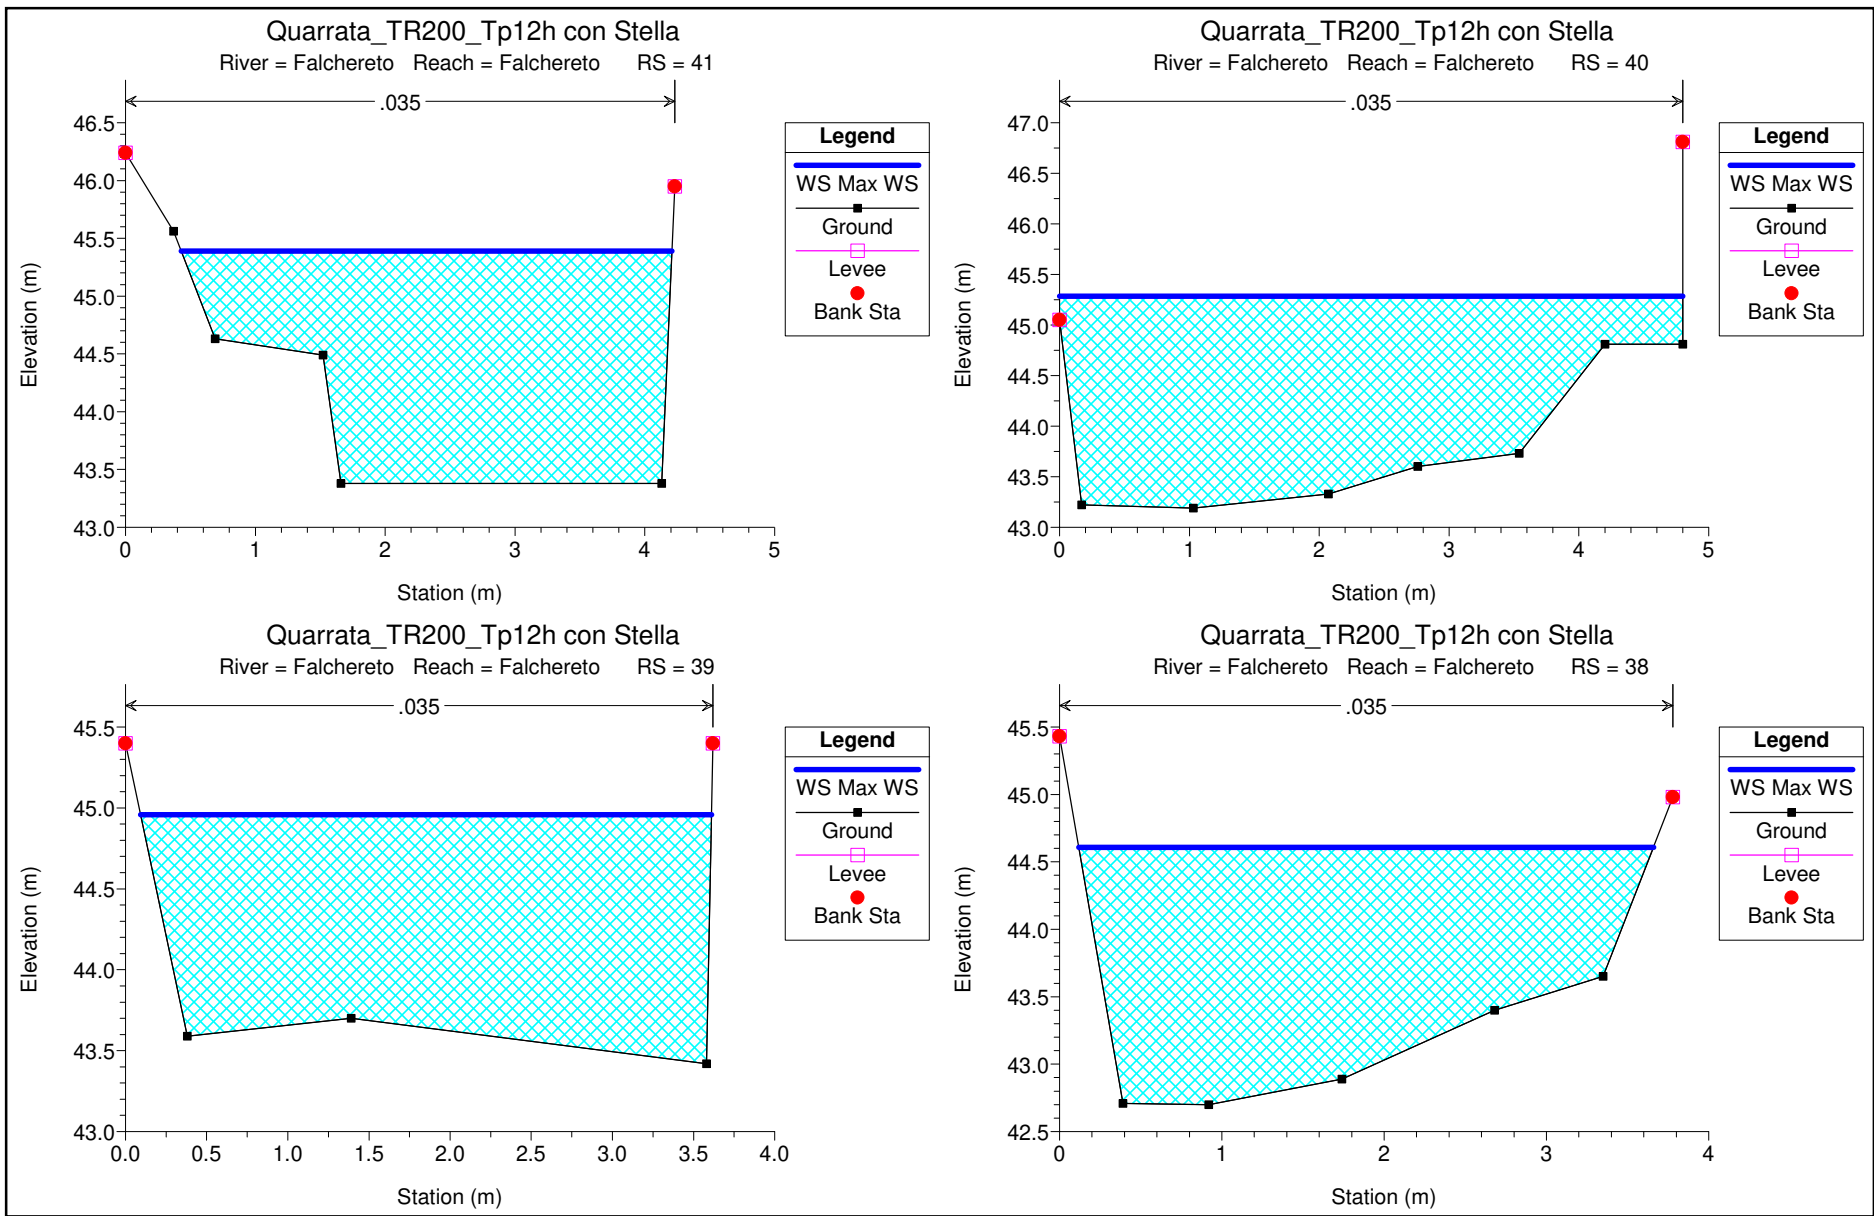 Quarrata_TR200_Tp12h con Stella
River = Falchereto Reach = Falchereto RS = 41
.035
46.5
46.0
45.5
45.0
44.5
44.0
43.5
43.0
0 1 2 3 4 5
Elevation (m)
Station (m)
Legend
WS Max WS
Ground
Levee
Bank Sta
Quarrata_TR200_Tp12h con Stella
River = Falchereto Reach = Falchereto RS = 40
.035
47.0
46.5
46.0
45.5
45.0
44.5
44.0
43.5
43.0
0 1 2 3 4 5
Elevation (m)
Station (m)
Legend
WS Max WS
Ground
Levee
Bank Sta
Quarrata_TR200_Tp12h con Stella
River = Falchereto Reach = Falchereto RS = 39
.035
45.5
45.0
44.5
44.0
43.5
43.0
0.0 0.5 1.0 1.5 2.0 2.5 3.0 3.5 4.0
Elevation (m)
Station (m)
Legend
WS Max WS
Ground
Levee
Bank Sta
Quarrata_TR200_Tp12h con Stella
River = Falchereto Reach = Falchereto RS = 38
.035
45.5
45.0
44.5
44.0
43.5
43.0
42.5
0 1 2 3 4
Elevation (m)
Station (m)
Legend
WS Max WS
Ground
Levee
Bank Sta